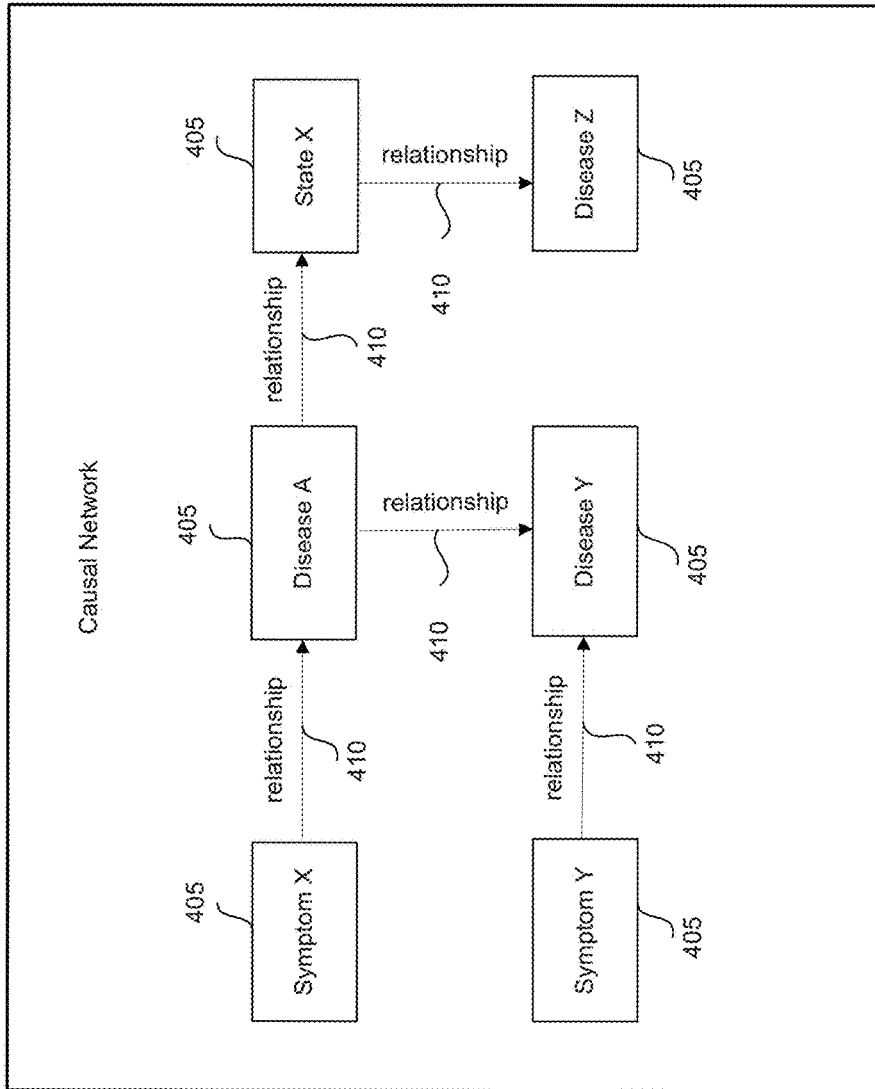 Causal Network
405
405
405
Symptom X
relationship
410
Disease A
relationship
410
State X
relationship
410
relationship
410
Symptom Y
relationship
410
Disease Y
Disease Z
405
405
405